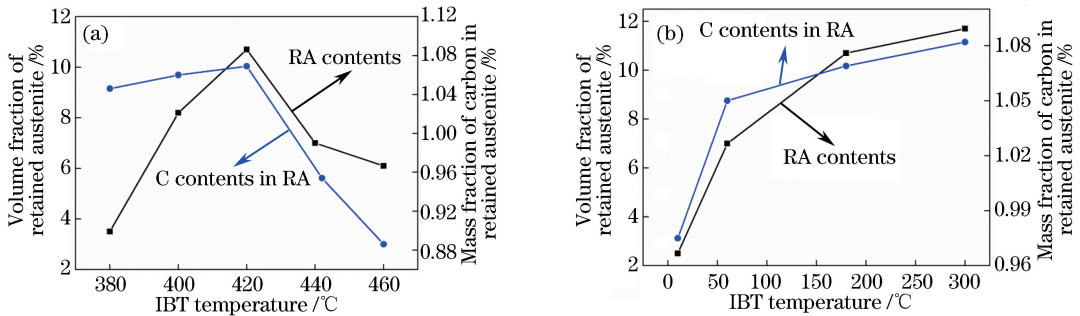 (a)
12
10
8
6
4
2
Volume fraction of
retained austenite /%
RA contents
C contents in RA
1.12
1.08
1.04
1.00
0.96
0.92
0.88
Mass fraction of carbon in
retained austenite /%
380 400 420 440 460
IBT temperature /℃
(b)
12
10
8
6
4
2
Volume fraction of
retained austenite /%
C contents in RA
RA contents
1.08
1.05
1.02
0.99
0.96
Mass fraction of carbon in
retained austenite /%
0 50 100 150 200 250 300
IBT temperature /℃